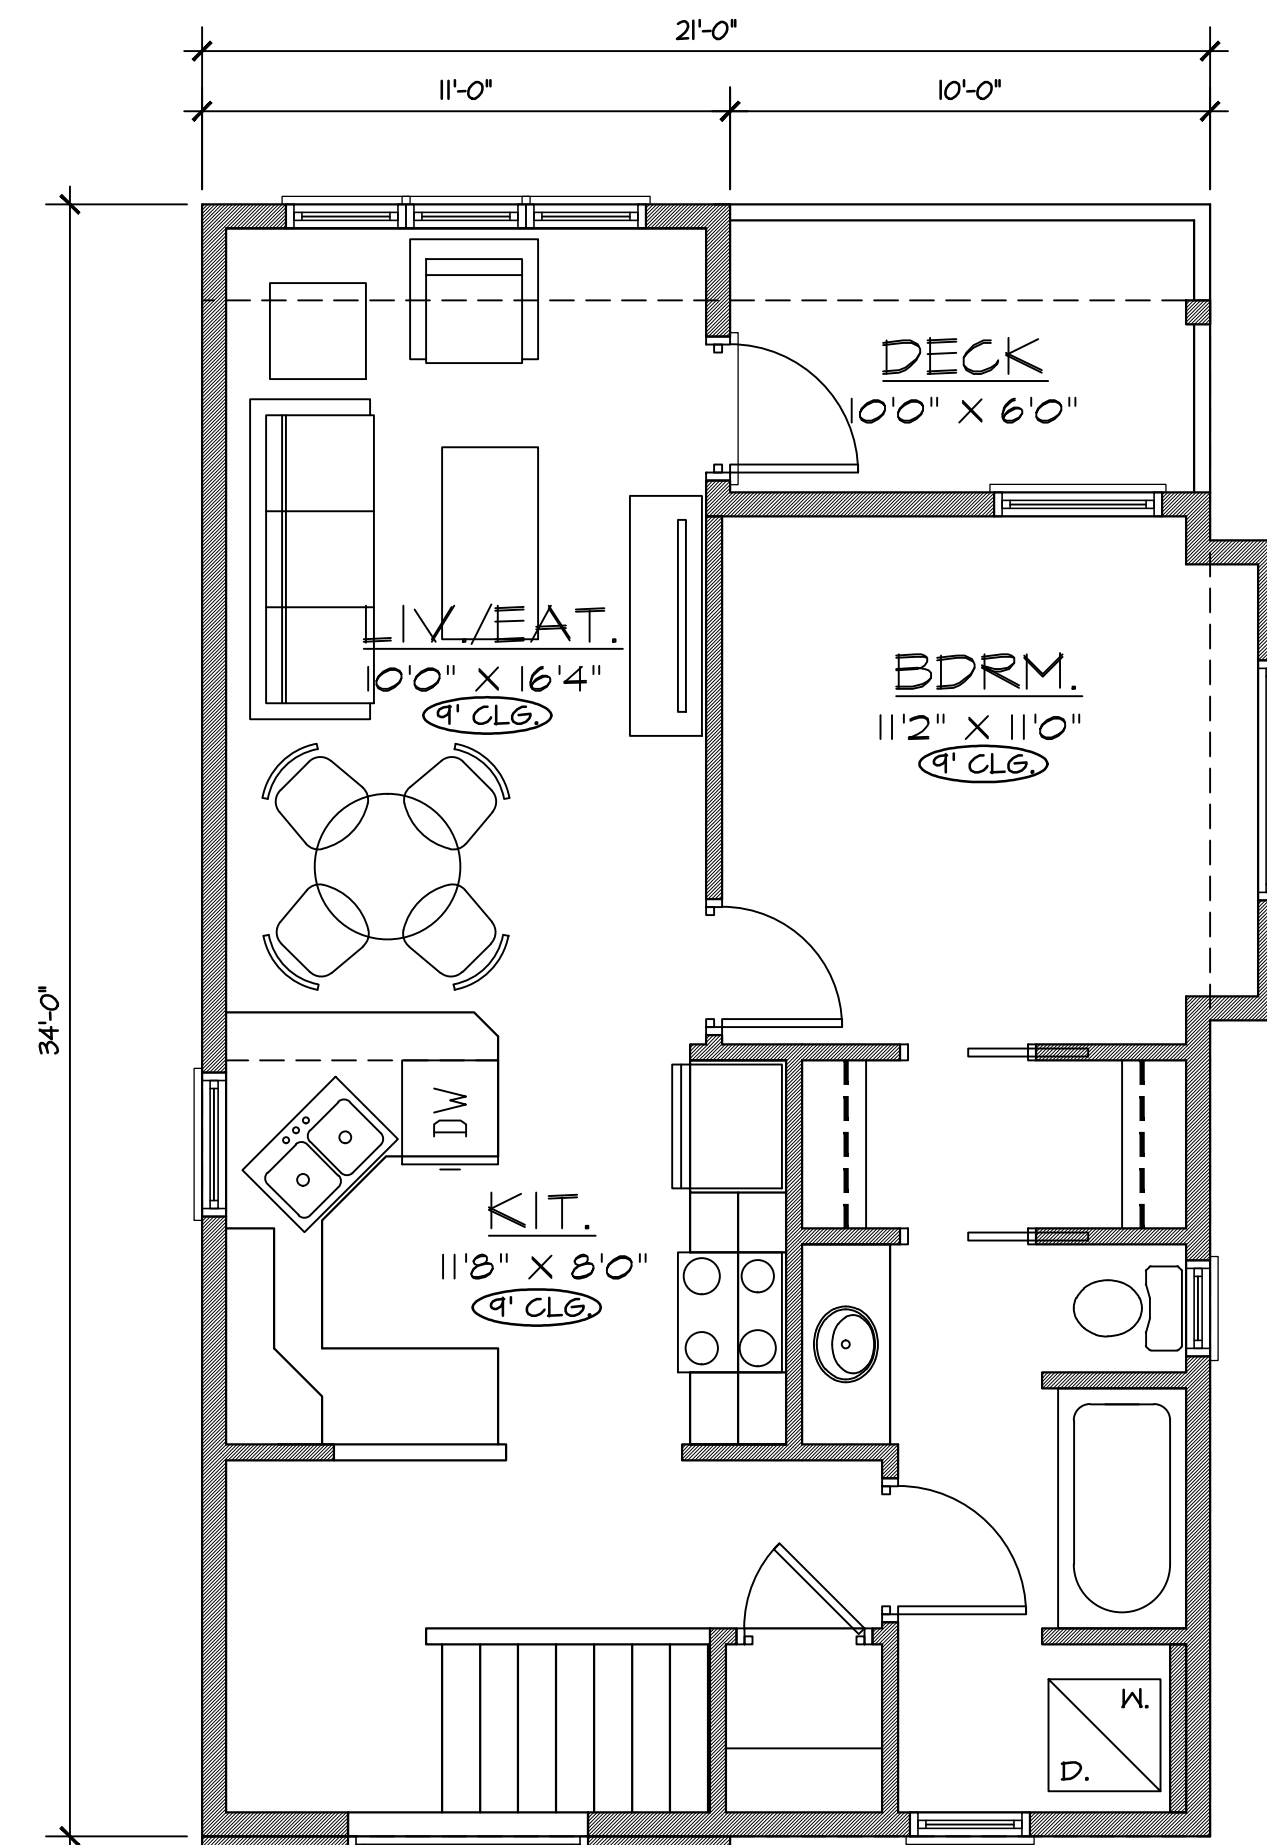 21'-0"
11'-0"
10'-0"
DECK
10'0" X 6'0"
LIV./EAT.
10'0" X 16'4"
9' CLG.
BDRM.
11'2" X 11'0"
9' CLG.
34'-0"
DW
KIT.
11'8" X 8'0"
9' CLG.
W.
D.